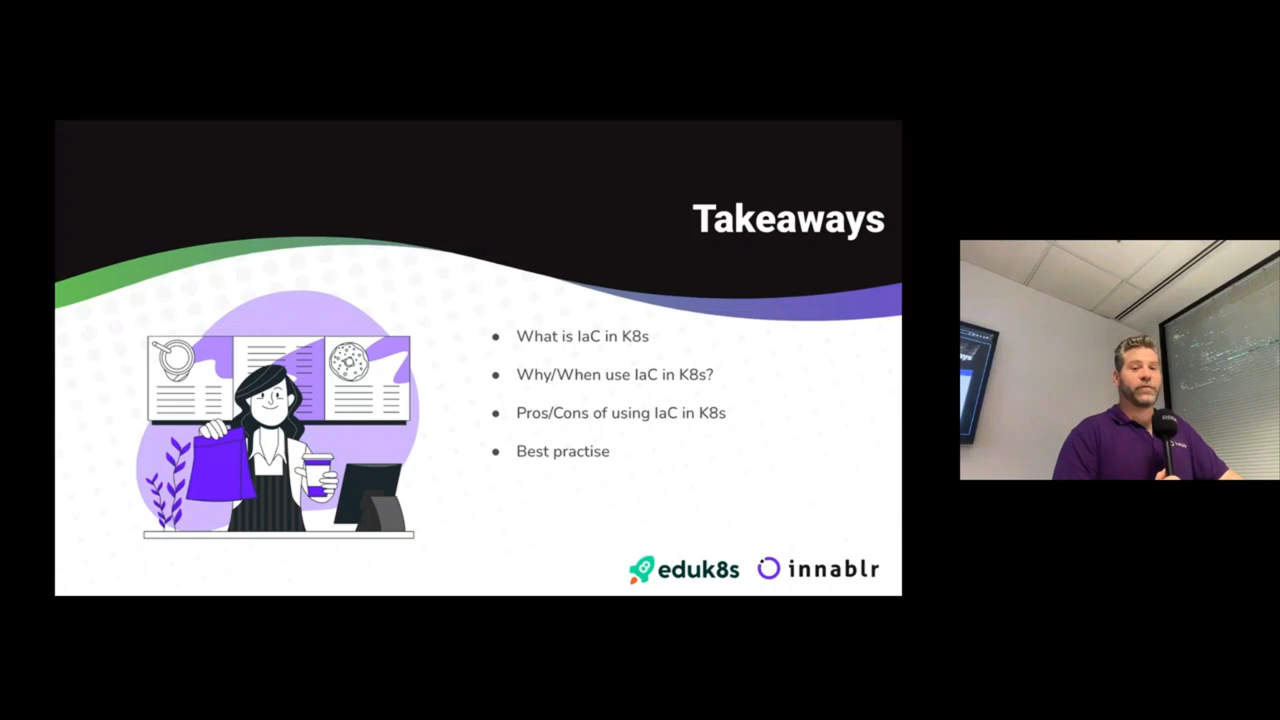 Takeaways
● What is IaC in K8s
● Why/When use IaC in K8s?
● Pros/Cons of using IaC in K8s
● Best practise
eduk8s
innablr